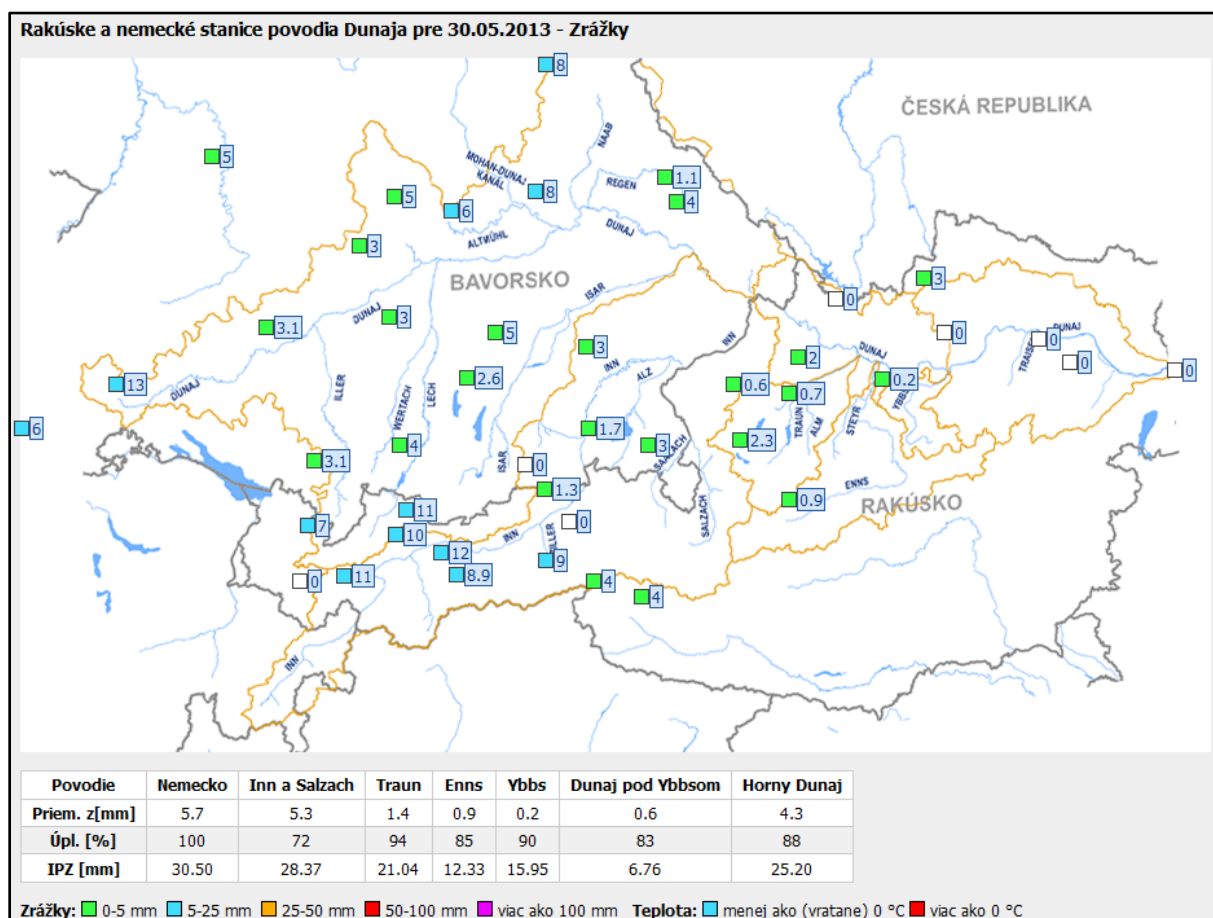 Rakúske a nemecké stanice povodia Dunaja pre 30.05.2013 - Zrážky
8
ČESKÁ REPUBLIKA
NAAB
5
MOHAN-DUNAJ
KANÁL
8
REGEN
1.1
5
6
4
DUNAJ
ALTMÜHL
3
BAVORSKO
3
ISAR
0
3.1
DUNAJ
3
5
INN
0
DUNAJ
0
3
DUNAJ
2
TRAISE
0
0
13
DUNAJ
ILLER
WERTACH
LECH
2.6
INN
ALZ
0.6
0.7
0.2
YBBS
6
4
1.7
3
SAALACH
2.3
TRAUN
ALM
STEYR
3.1
ISAR
0
1.3
SALZACH
0.9
ENNS
RAKÚSKO
7
11
10
INN
0
ZILLER
12
9
0
11
8.9
4
4
INN
Povodie Nemecko Inn a Salzach Traun Enns Ybbs Dunaj pod Ybbsom Horny Dunaj
Priem. z[mm] 5.7 5.3 1.4 0.9 0.2 0.6 4.3
Úpl. [%] 100 72 94 85 90 83 88
IPZ [mm] 30.50 28.37 21.04 12.33 15.95 6.76 25.20
Zrážky: 0-5 mm 5-25 mm 25-50 mm 50-100 mm viac ako 100 mm Teplota: menej ako (vratane) 0 °C viac ako 0 °C